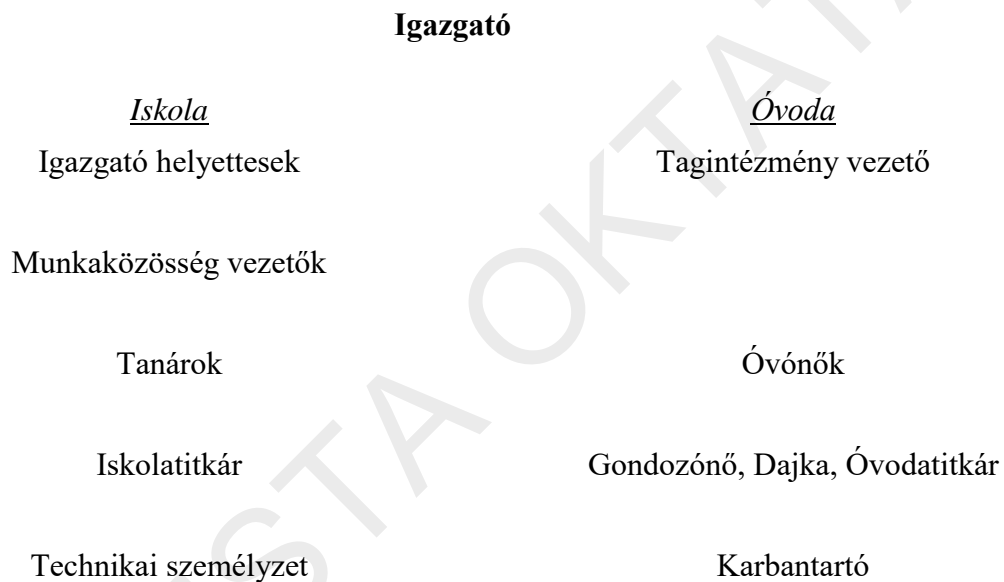 Igazgató
Iskola Óvoda
Igazgató helyettesek Tagintézmény vezető
Munkaközösség vezetők
Tanárok Óvónők
Iskolatitkár Gondozónő, Dajka, Óvodatitkár
Technikai személyzet Karbantartó